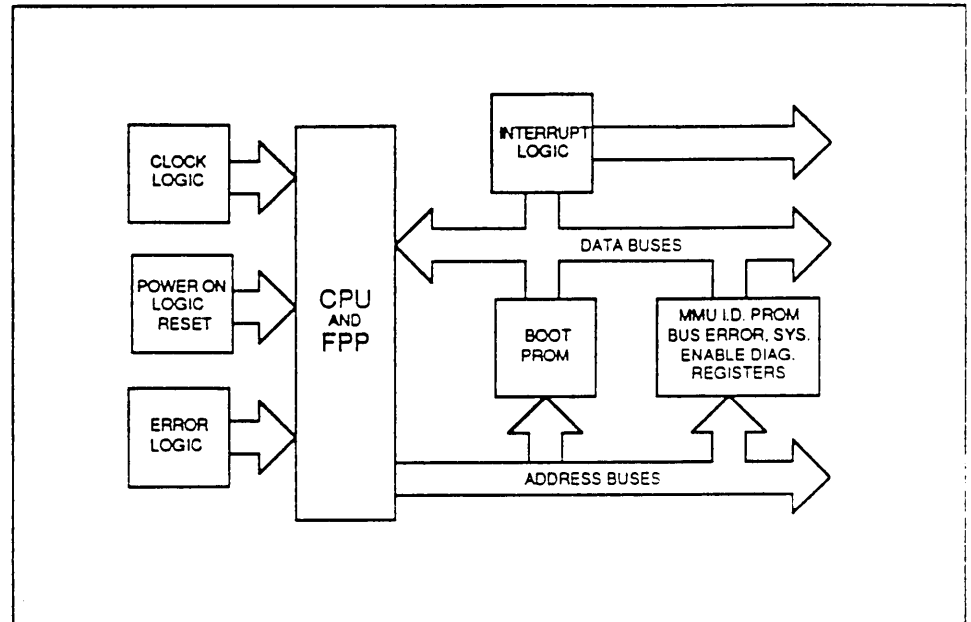 CLOCK
LOGIC
POWER ON
LOGIC
RESET
ERROR
LOGIC
CPU
AND
FPP
INTERRUPT
LOGIC
DATA BUSES
BOOT
PROM
MMU I.D. PROM
BUS ERROR, SYS.
ENABLE DIAG.
REGISTERS
ADDRESS BUSES